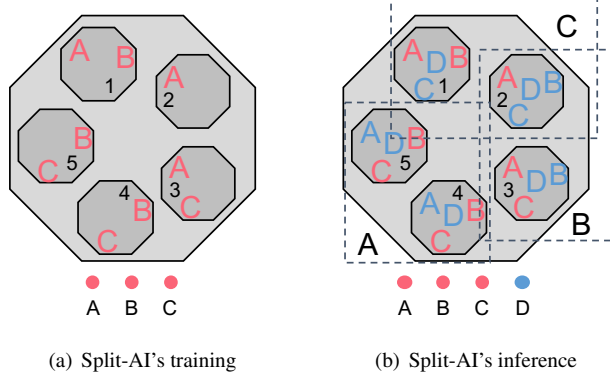 A B 1
A 2
B C 5
4 B C
A 3 C
A B C
(a) Split-AI's training
C
A D B C 1
A D B 2 C
A D B C 5
A D B 4 C
A D B 3 C
A
B
A B C D
(b) Split-AI's inference